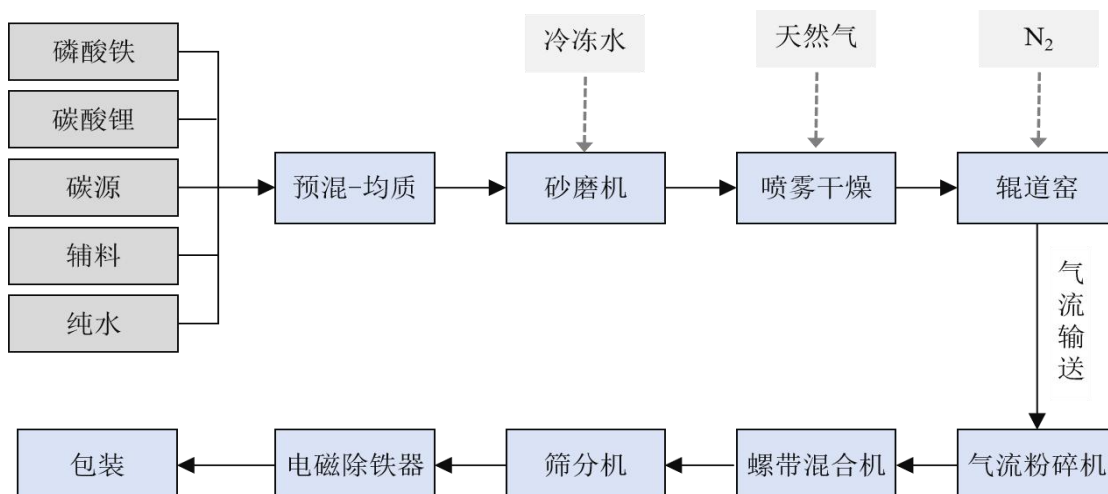 磷酸铁
碳酸锂
碳源
辅料
纯水
冷冻水
天然气
N₂
预混-均质
砂磨机
喷雾干燥
辊道窑
气流输送
包装
电磁除铁器
筛分机
螺带混合机
气流粉碎机